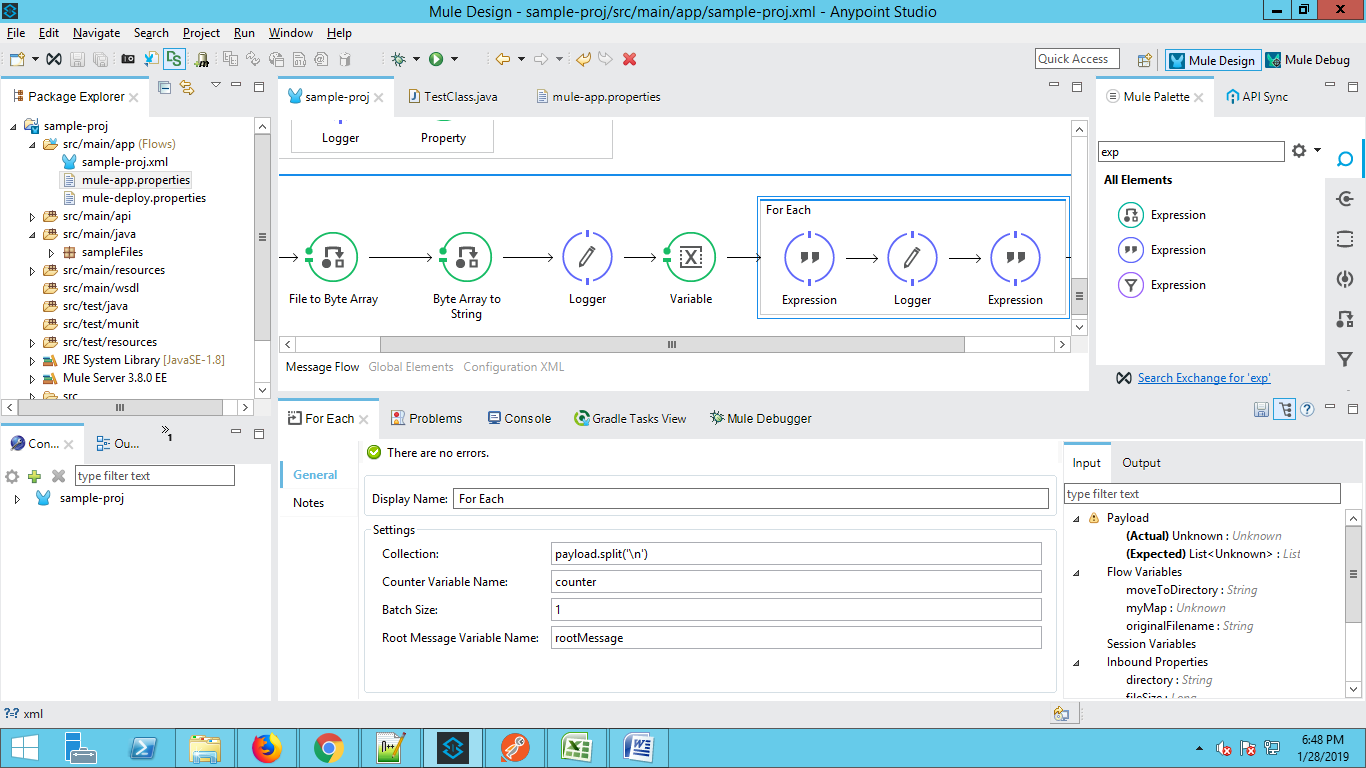 Mule Design - sample-proj/src/main/app/sample-proj.xml - Anypoint Studio
File Edit Navigate Search Project Run Window Help
Quick Access
Mule Design
Mule Debug
Package Explorer
sample-proj
src/main/app (Flows)
sample-proj.xml
mule-app.properties
mule-deploy.properties
src/main/api
src/main/java
sampleFiles
src/main/resources
src/main/wsdl
src/test/java
src/test/munit
src/test/resources
JRE System Library [JavaSE-1.8]
Mule Server 3.8.0 EE
src
Con...
Ou...
1
type filter text
sample-proj
sample-proj
TestClass.java
mule-app.properties
Logger
Property
For Each
File to Byte Array
Byte Array to
String
Logger
Variable
Expression
Logger
Expression
Message Flow Global Elements Configuration XML
Mule Palette
API Sync
exp
All Elements
Expression
Expression
Expression
Search Exchange for 'exp'
For Each
Problems
Console
Gradle Tasks View
Mule Debugger
General
Notes
There are no errors.
Display Name: For Each
Settings
Collection: payload.split('\n')
Counter Variable Name: counter
Batch Size: 1
Root Message Variable Name: rootMessage
Input Output
type filter text
Payload
(Actual) Unknown : Unknown
(Expected) List<Unknown> : List
Flow Variables
moveToDirectory : String
myMap : Unknown
originalFilename : String
Session Variables
Inbound Properties
directory : String
fileSize : Long
xml
6:48 PM
1/28/2019